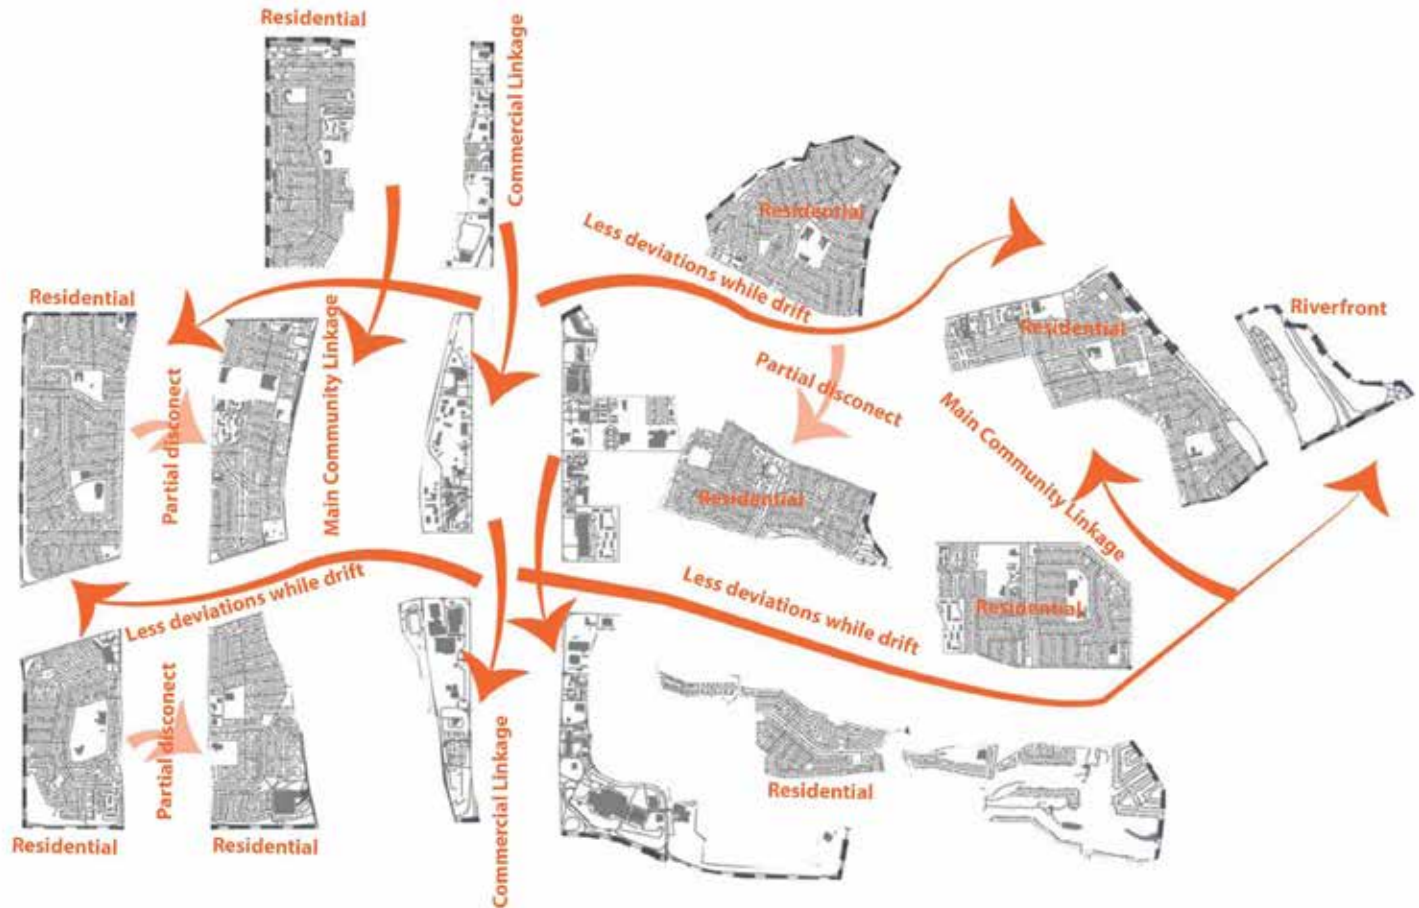 Residential
Commercial Linkage
Residential
Less deviations while drift
Residential
Main Community Linkage
Partial disconect
Partial disconect
Residential
Riverfront
Main Community Linkage
Residential
Less deviations while drift
Less deviations while drift
Residential
Partial disconect
Commercial Linkage
Residential
Residential
Residential